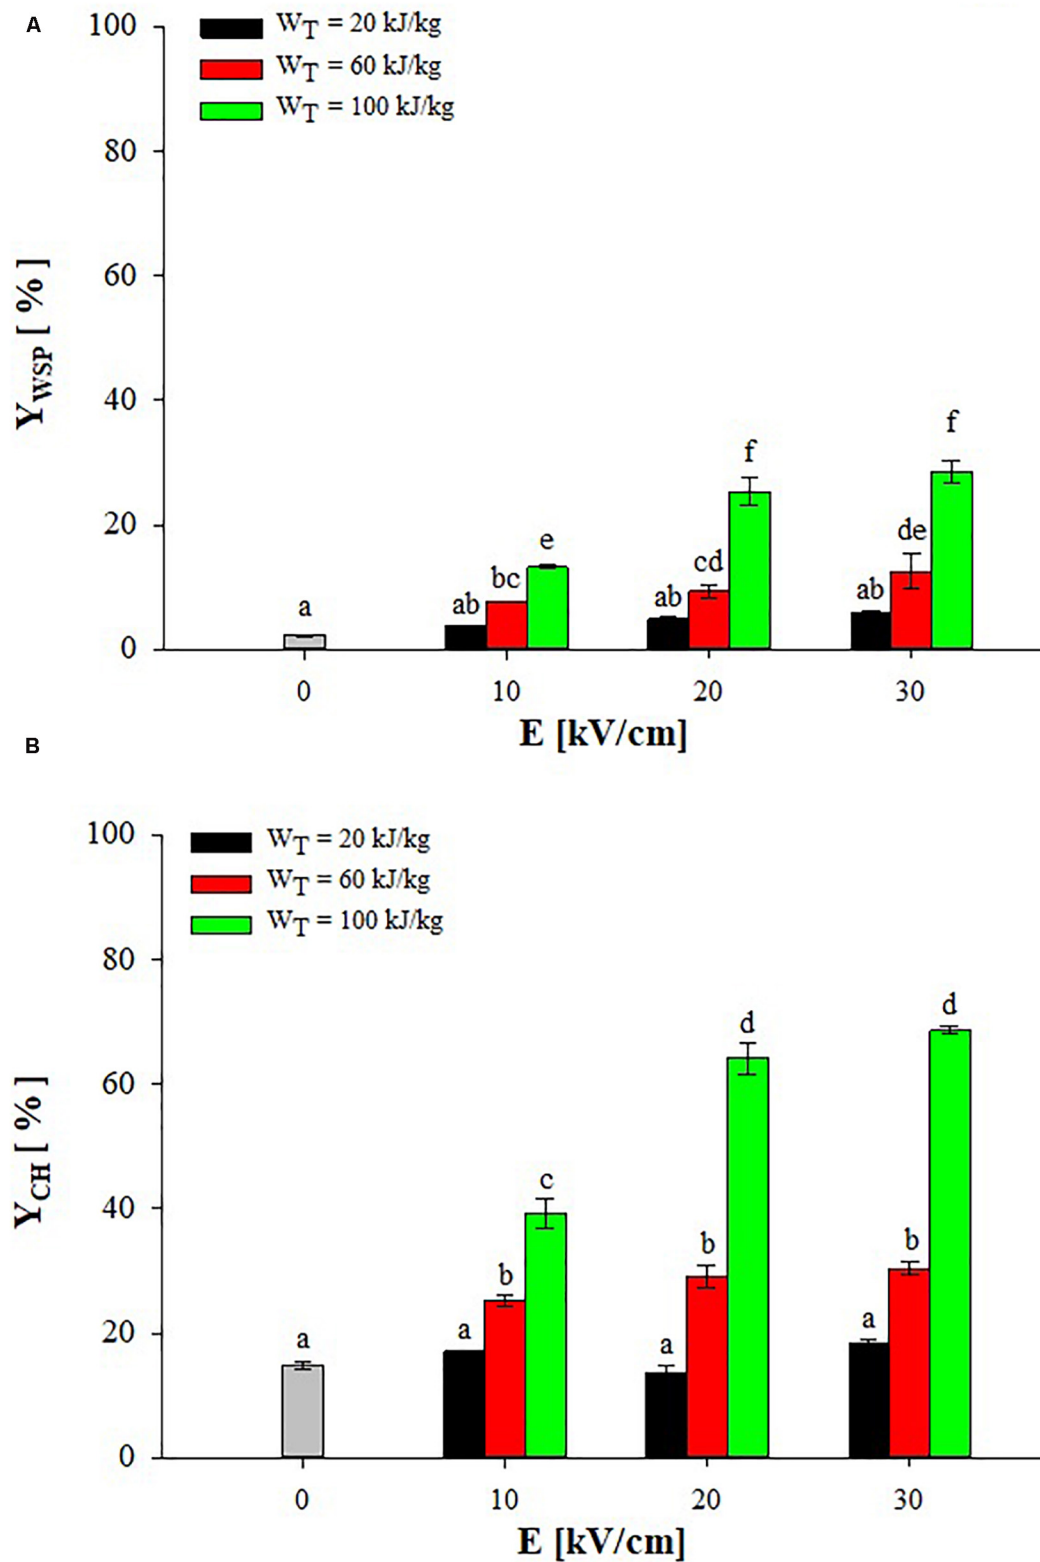 A
100
80
60
40
20
0
Y_WSP [ % ]
W_T = 20 kJ/kg
W_T = 60 kJ/kg
W_T = 100 kJ/kg
a
ab
bc
e
ab
cd
f
ab
de
f
0 10 20 30
E [kV/cm]
B
100
80
60
40
20
0
Y_CH [ % ]
W_T = 20 kJ/kg
W_T = 60 kJ/kg
W_T = 100 kJ/kg
a
a
b
c
a
b
d
a
b
d
0 10 20 30
E [kV/cm]